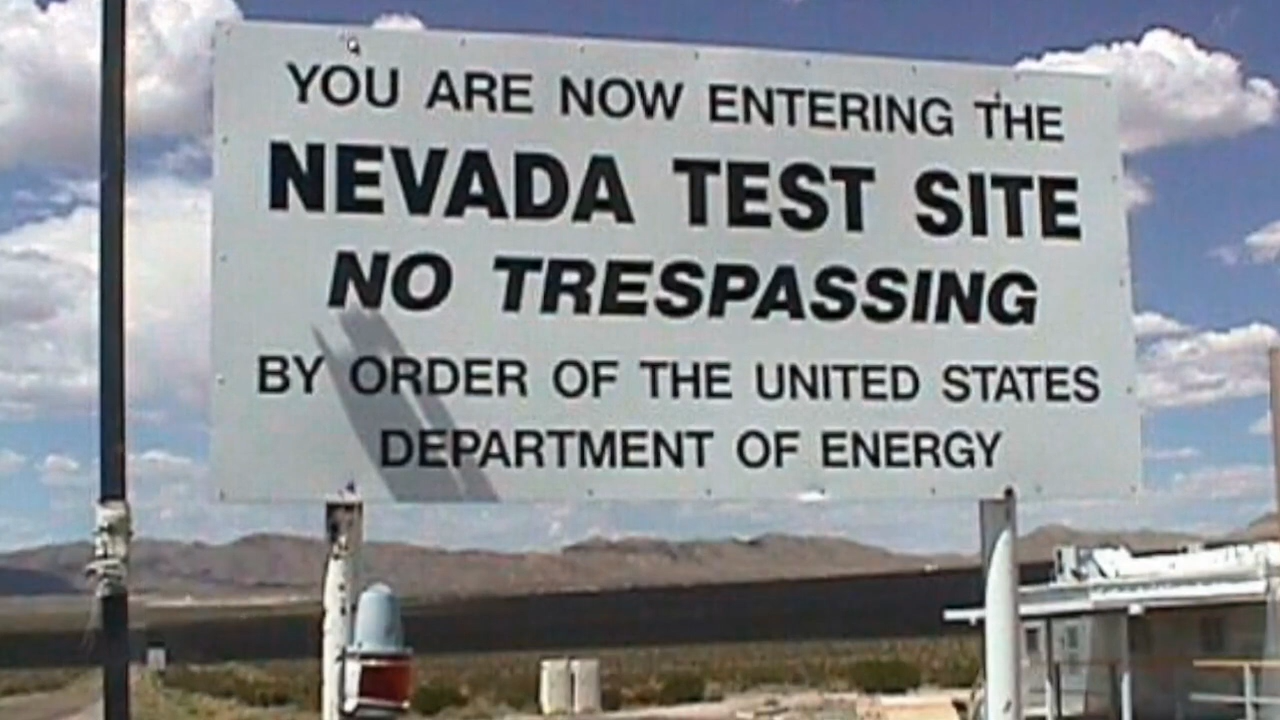 YOU ARE NOW ENTERING THE
NEVADA TEST SITE
NO TRESPASSING
BY ORDER OF THE UNITED STATES
DEPARTMENT OF ENERGY